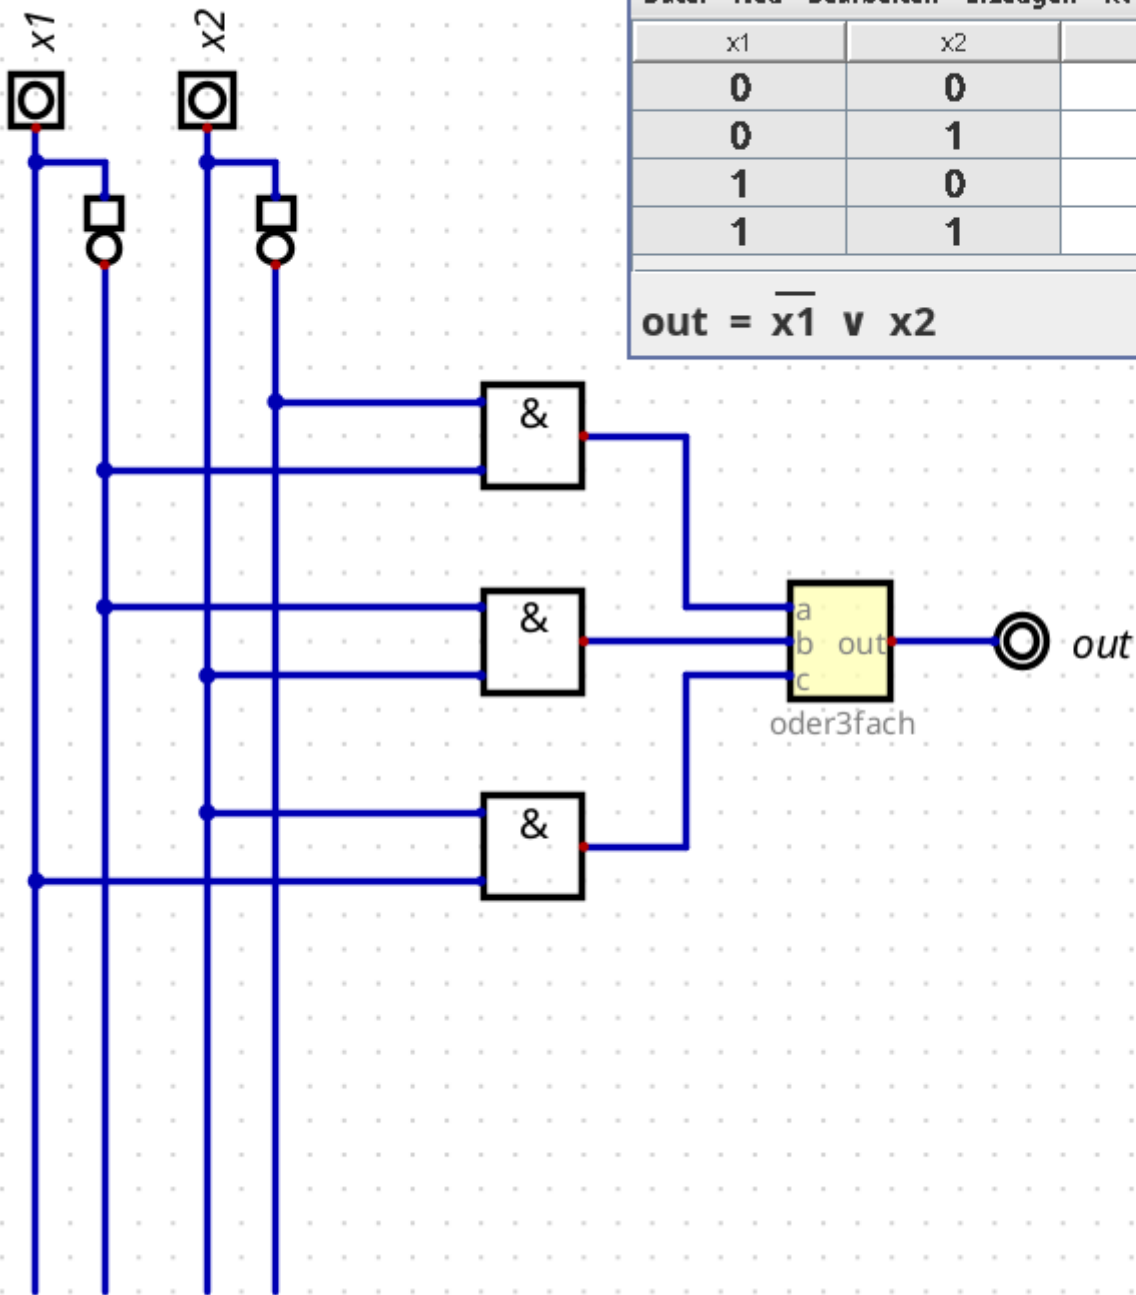 x1 x2
x1 x2
0 0
0 1
1 0
1 1
out = x1 ∨ x2
&
&
&
a
b out
c
oder3fach
out